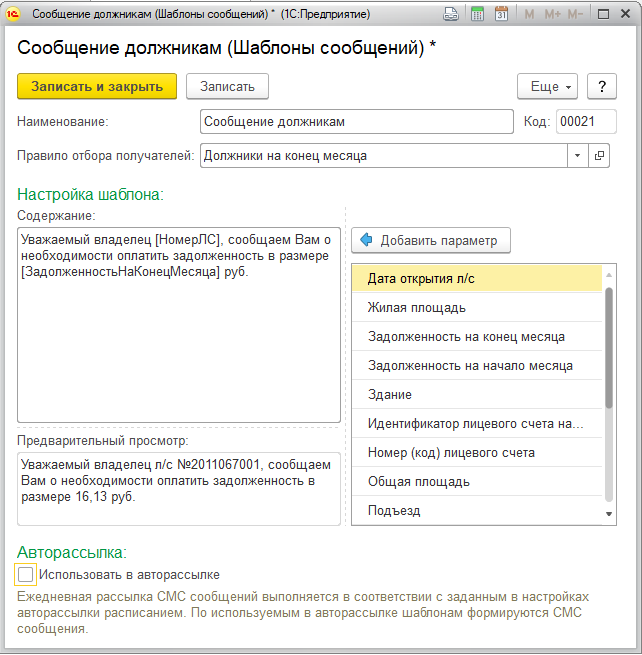 Сообщение должникам (Шаблоны сообщений) * (1С:Предприятие)
31
M M+ M-
Сообщение должникам (Шаблоны сообщений) *
Записать и закрыть
Записать
Еще
?
Наименование:
Сообщение должникам
Код:
00021
Правило отбора получателей:
Должники на конец месяца
Настройка шаблона:
Содержание:
Уважаемый владелец [НомерЛС], сообщаем Вам о
необходимости оплатить задолженность в размере
[ЗадолженностьНаКонецМесяца] руб.
Добавить параметр
Дата открытия л/с
Жилая площадь
Задолженность на конец месяца
Задолженность на начало месяца
Здание
Идентификатор лицевого счета на...
Номер (код) лицевого счета
Общая площадь
Подъезд
Предварительный просмотр:
Уважаемый владелец л/с №2011067001, сообщаем
Вам о необходимости оплатить задолженность в
размере 16,13 руб.
Авторассылка:
Использовать в авторассылке
Ежедневная рассылка СМС сообщений выполняется в соответствии с заданным в настройках
авторассылки расписанием. По используемым в авторассылке шаблонам формируются СМС
сообщения.